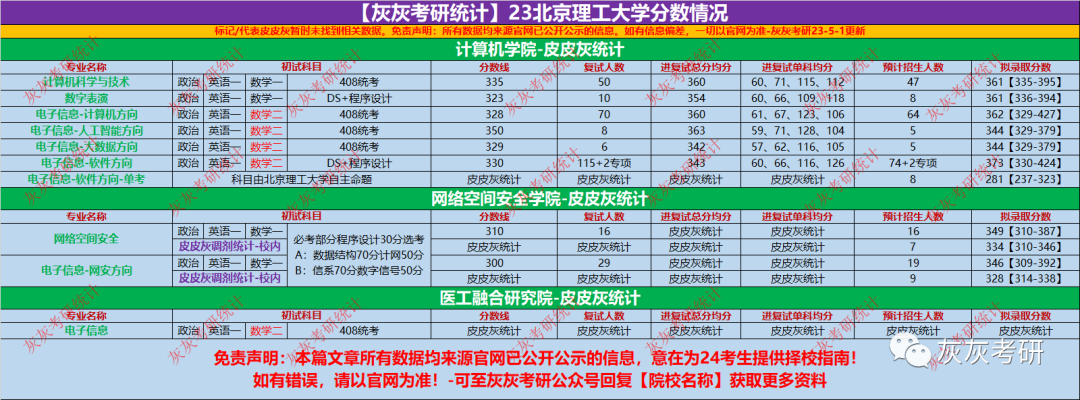 【灰灰考研统计】23北京理工大学分数情况
标记/代表皮皮灰暂时未找到相关数据。免责声明：所有数据均来源官网已公开公示的信息。如有信息偏差，一切以官网为准-灰灰考研23-5-1更新
计算机学院-皮皮灰统计
专业名称 初试科目 分数线 复试人数 进复试总分均分 进复试单科均分 预计招生人数 拟录取分数
计算机科学与技术 政治 英语一 数学一 408统考 335 50 360 60、71、115、112 47 361【335-395】
数字表演 政治 英语一 数学一 DS+程序设计 323 10 354 60、66、109、118 8 361【336-394】
电子信息-计算机方向 政治 英语一 数学二 408统考 328 70 360 61、67、123、106 64 362【329-427】
电子信息-人工智能方向 政治 英语一 数学二 408统考 350 8 363 59、71、128、104 5 344【329-379】
电子信息-大数据方向 政治 英语一 数学二 408统考 329 6 342 57、62、116、105 5 344【329-379】
电子信息-软件方向 政治 英语一 数学二 DS+程序设计 330 115+2专项 343 60、66、116、126 74+2专项 373【330-424】
电子信息-软件方向-单考 科目由北京理工大学自主命题 皮皮灰统计 皮皮灰统计 皮皮灰统计 皮皮灰统计 8 281【237-323】
网络空间安全学院-皮皮灰统计
专业名称 初试科目 分数线 复试人数 进复试总分均分 进复试单科均分 预计招生人数 拟录取分数
网络空间安全 政治 英语一 数学一 必考部分程序设计30分选考 310 16 皮皮灰统计 皮皮灰统计 16 349【310-387】
皮皮灰调剂统计-校内 A：数据结构70分计网50分 皮皮灰统计 皮皮灰统计 皮皮灰统计 皮皮灰统计 7 334【310-346】
电子信息-网安方向 政治 英语一 数学一 B：信系70分数字信号50分 300 29 皮皮灰统计 皮皮灰统计 19 346【309-392】
皮皮灰调剂统计-校内 皮皮灰统计 皮皮灰统计 皮皮灰统计 皮皮灰统计 9 328【314-338】
医工融合研究院-皮皮灰统计
专业名称 初试科目 分数线 复试人数 进复试总分均分 进复试单科均分 预计招生人数 拟录取分数
电子信息 政治 英语一 数学二 408统考 皮皮灰统计 皮皮灰统计 皮皮灰统计 皮皮灰统计 皮皮灰统计 皮皮灰统计
免责声明：本篇文章所有数据均来源官网已公开公示的信息，意在为24考生提供择校指南！
如有错误，请以官网为准！-可至灰灰考研公众号回复【院校名称】获取更多资料
灰灰考研